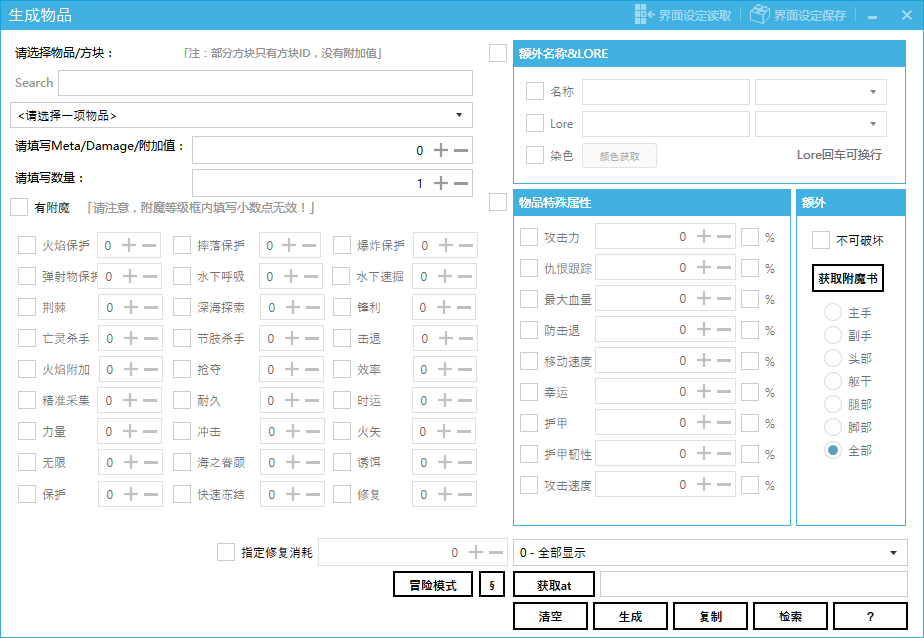 生成物品
界面设定读取
界面设定保存
请选择物品/方块：
「注：部分方块只有方块ID，没有附加值」
Search
<请选择一项物品>
请填写Meta/Damage/附加值：
0
请填写数量：
1
有附魔
「请注意，附魔等级框内填写小数点无效！」
火焰保护 0 摔落保护 0 爆炸保护 0
弹射物保护 0 水下呼吸 0 水下速掘 0
荆棘 0 深海探索 0 锋利 0
亡灵杀手 0 节肢杀手 0 击退 0
火焰附加 0 抢夺 0 效率 0
精准采集 0 耐久 0 时运 0
力量 0 冲击 0 火矢 0
无限 0 海之眷顾 0 诱饵 0
保护 0 快速冻结 0 修复 0
指定修复消耗 0
冒险模式
§
额外名称&LORE
名称
Lore
染色
颜色获取
Lore回车可换行
物品特殊属性
攻击力 0 %
仇恨跟踪 0 %
最大血量 0 %
防击退 0 %
移动速度 0 %
幸运 0 %
护甲 0 %
护甲韧性 0 %
攻击速度 0 %
额外
不可破坏
获取附魔书
主手
副手
头部
躯干
腿部
脚部
全部
0 - 全部显示
获取at
清空
生成
复制
检索
?